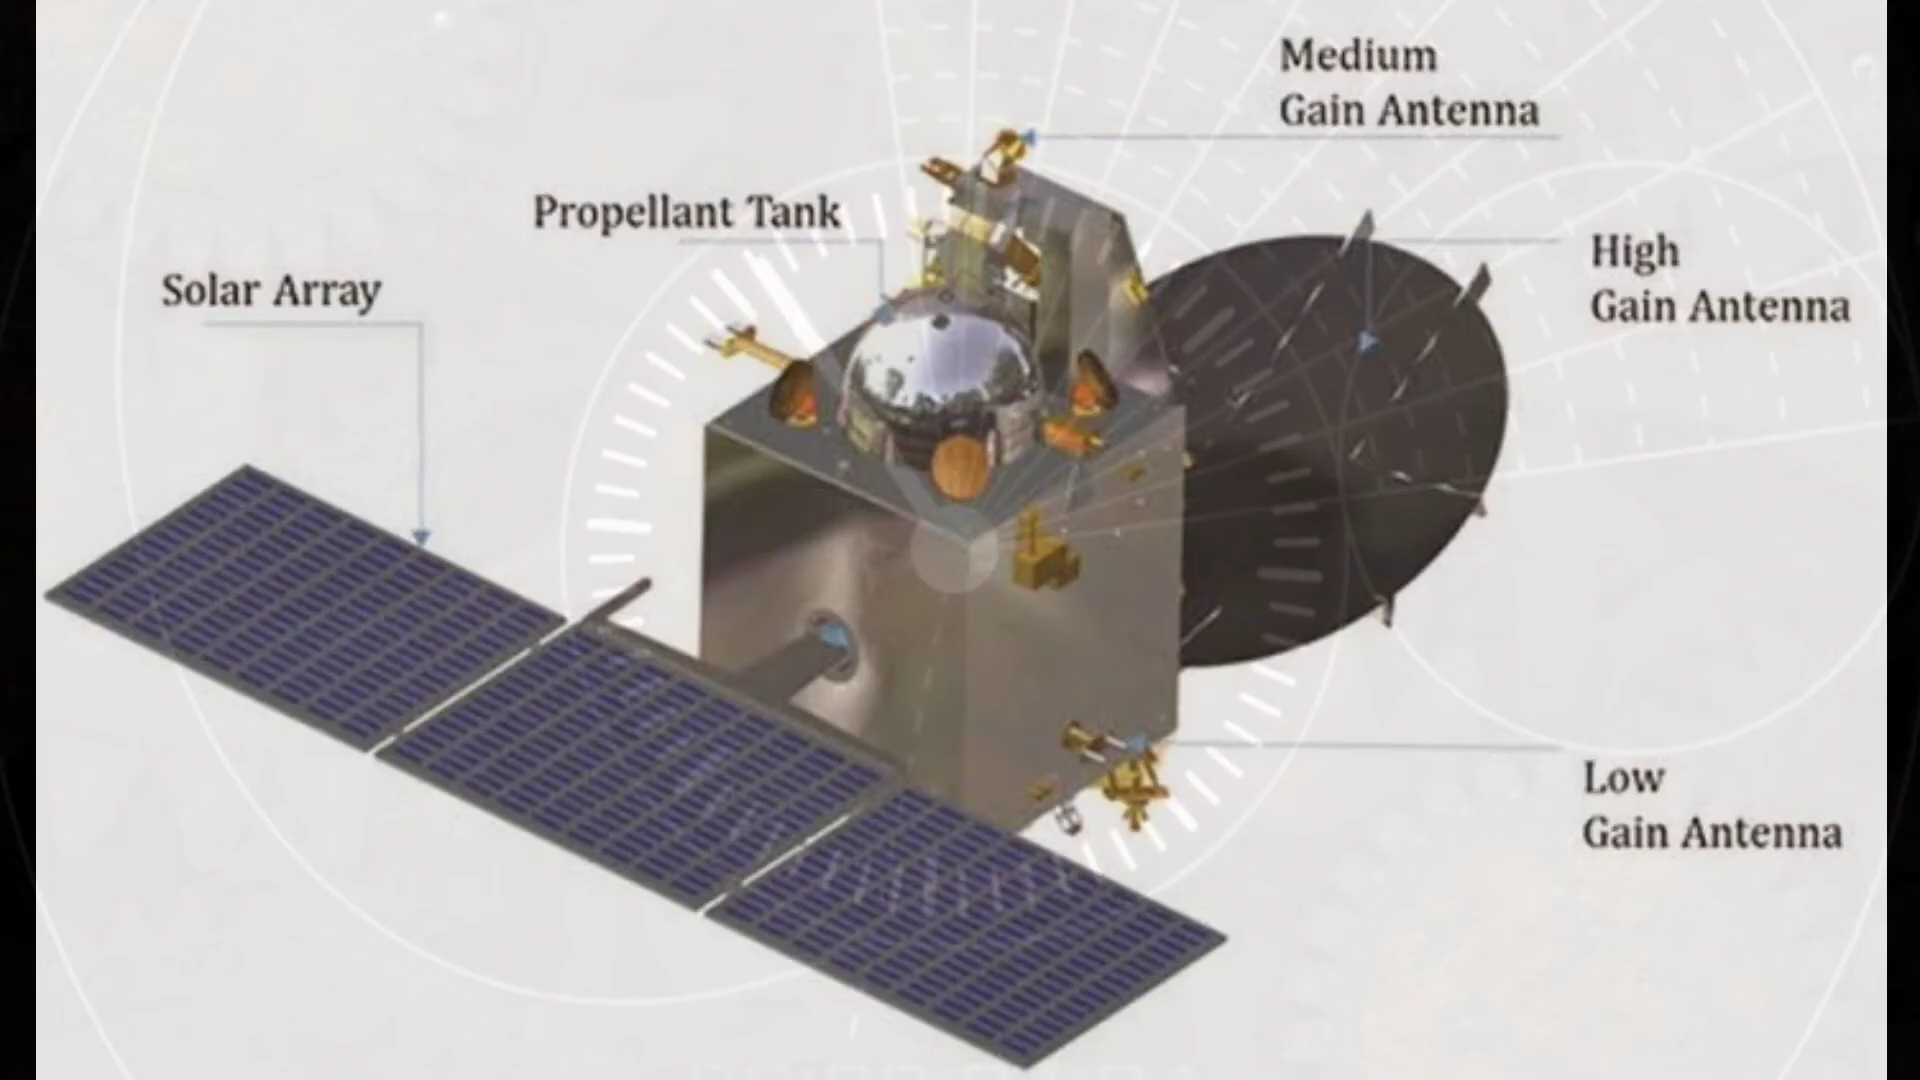 Medium
Gain Antenna
Propellant Tank
High
Gain Antenna
Solar Array
Low
Gain Antenna